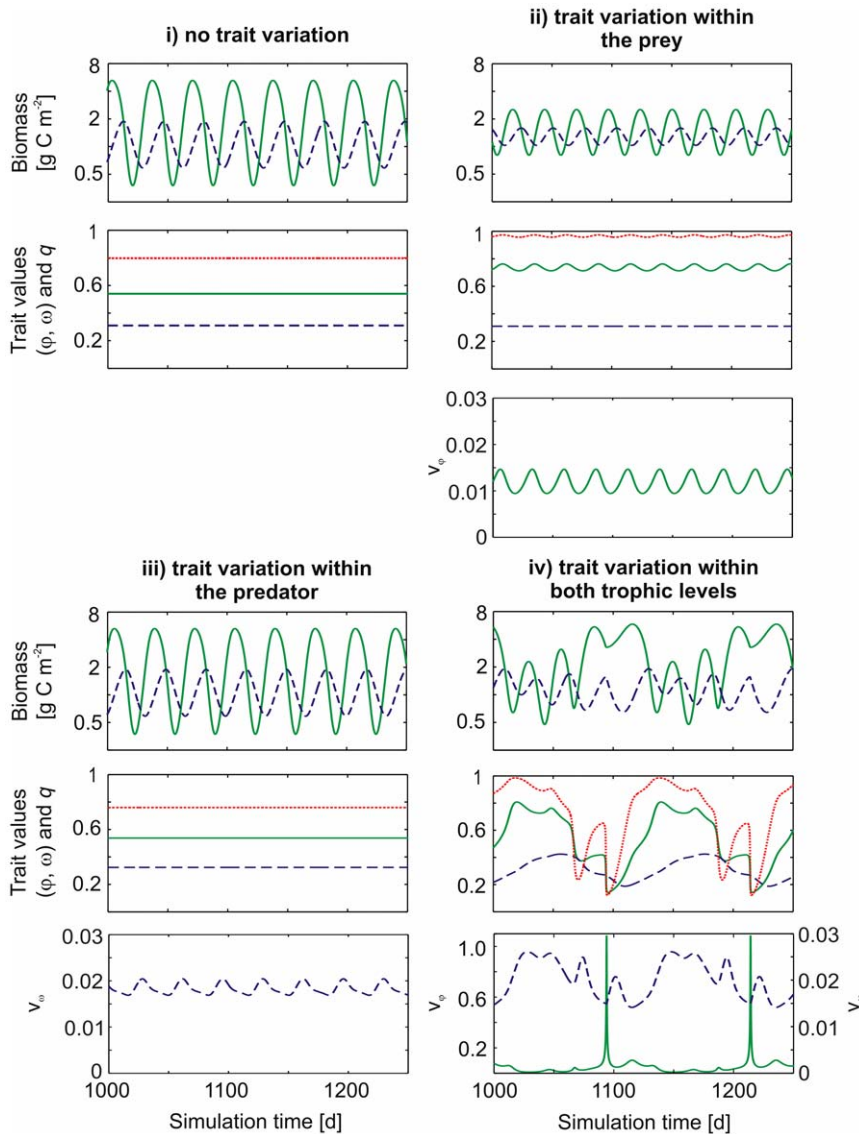 i) no trait variation
ii) trait variation within
the prey
Biomass
[g C m-2]
8
2
0.5
8
2
0.5
Trait values
(φ, ω) and q
1
0.6
0.2
1
0.6
0.2
vφ
0.03
0.02
0.01
0
iii) trait variation within
the predator
iv) trait variation within
both trophic levels
Biomass
[g C m-2]
8
2
0.5
8
2
0.5
Trait values
(φ, ω) and q
1
0.6
0.2
1
0.6
0.2
vω
0.03
0.02
0.01
0
vφ
1.0
0.6
0.2
0.03
0.02
0.01
0
1000
1100
1200
1000
1100
1200
Simulation time [d]
Simulation time [d]